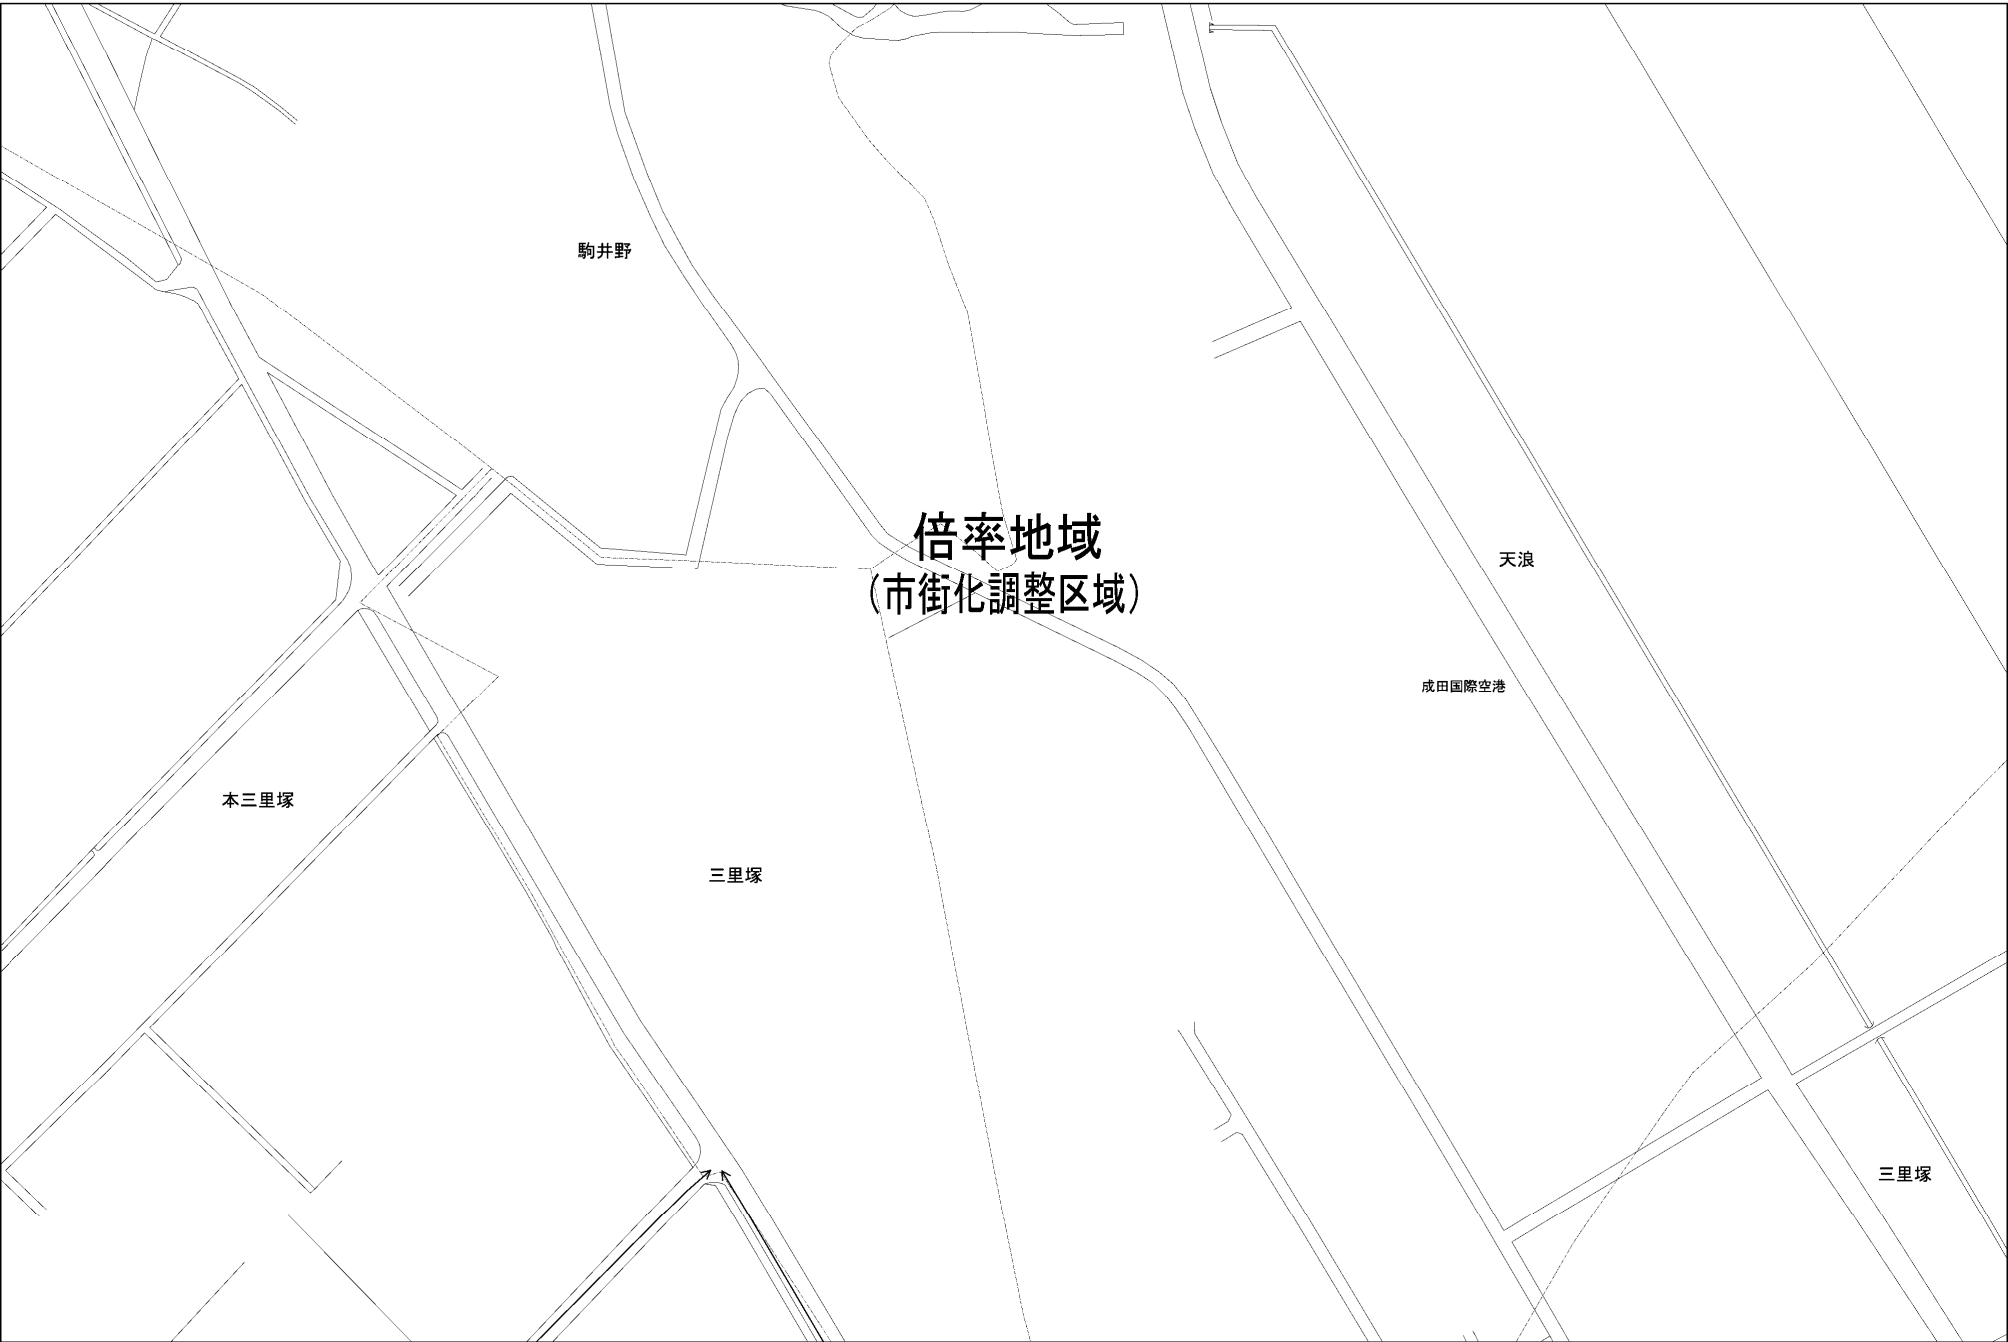 駒井野
倍率地域
(市街化調整区域)
天浪
成田国際空港
本三里塚
三里塚
三里塚